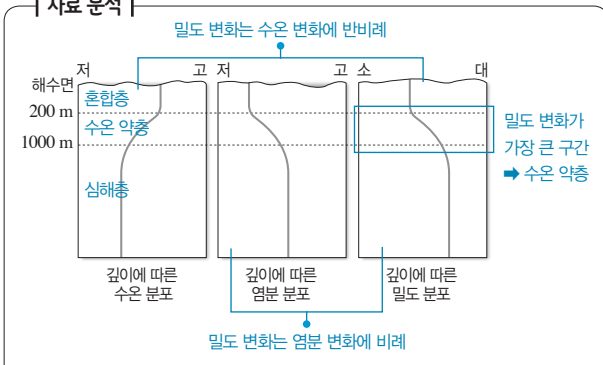 자료 분석
밀도 변화는 수온 변화에 반비례
저 고 저 고 소 대
해수면
혼합층
200 m
수온 약층
1000 m
심해층
밀도 변화가
가장 큰 구간
➡ 수온 약층
깊이에 따른
수온 분포
깊이에 따른
염분 분포
깊이에 따른
밀도 분포
밀도 변화는 염분 변화에 비례